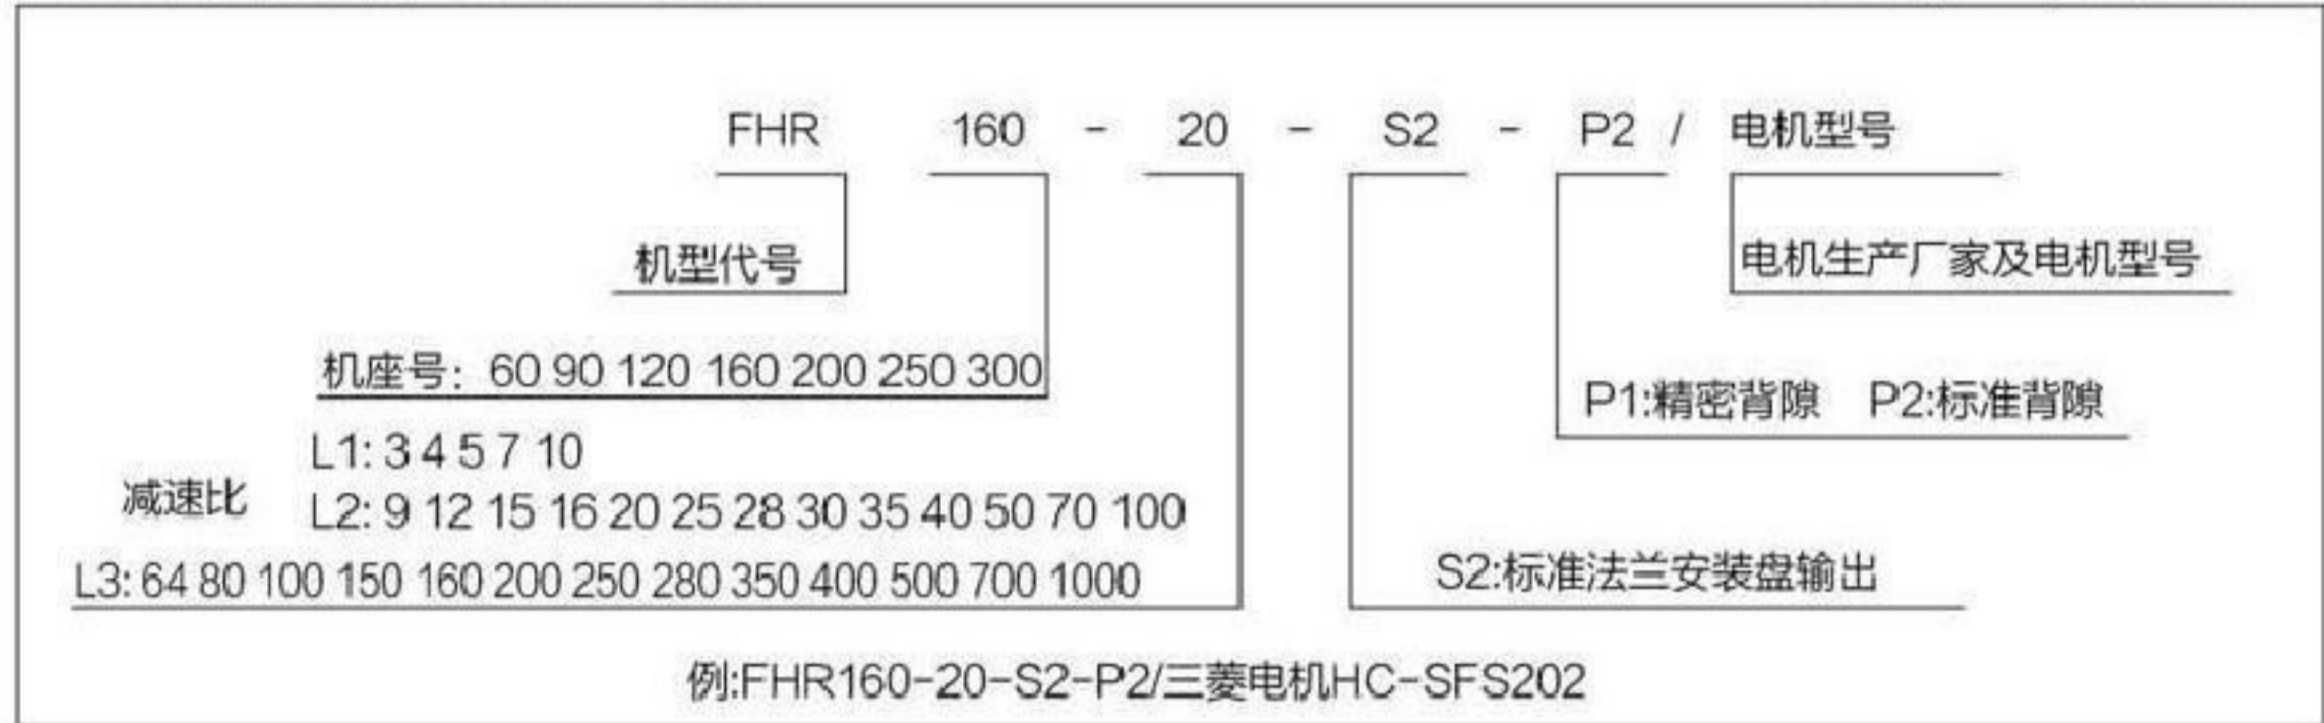 FHR 160 - 20 - S2 - P2 / 电机型号
机型代号
电机生产厂家及电机型号
机座号: 60 90 120 160 200 250 300
P1:精密背隙 P2:标准背隙
减速比
L1: 3 4 5 7 10
L2: 9 12 15 16 20 25 28 30 35 40 50 70 100
L3: 64 80 100 150 160 200 250 280 350 400 500 700 1000
S2:标准法兰安装盘输出
例:FHR160-20-S2-P2/三菱电机HC-SFS202